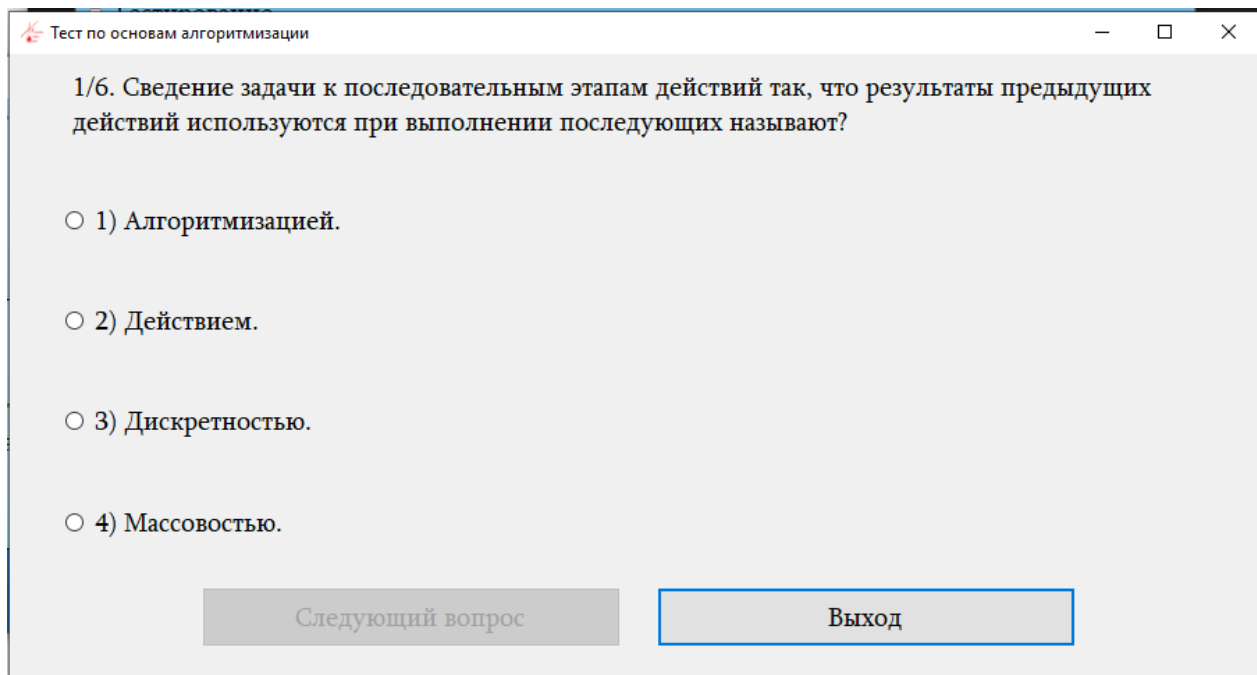 Тест по основам алгоритмизации
1/6. Сведение задачи к последовательным этапам действий так, что результаты предыдущих
действий используются при выполнении последующих называют?
1) Алгоритмизацией.
2) Действием.
3) Дискретностью.
4) Массовостью.
Следующий вопрос
Выход